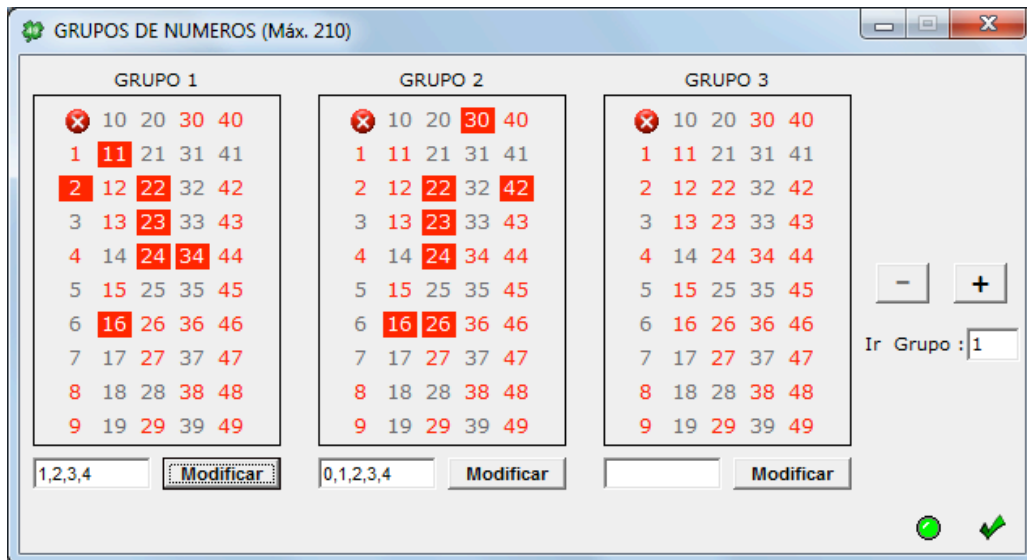 GRUPOS DE NUMEROS (Máx. 210)
GRUPO 1 GRUPO 2 GRUPO 3
10 20 30 40 10 20 30 40 10 20 30 40
1 11 21 31 41 1 11 21 31 41 1 11 21 31 41
2 12 22 32 42 2 12 22 32 42 2 12 22 32 42
3 13 23 33 43 3 13 23 33 43 3 13 23 33 43
4 14 24 34 44 4 14 24 34 44 4 14 24 34 44
5 15 25 35 45 5 15 25 35 45 5 15 25 35 45
6 16 26 36 46 6 16 26 36 46 6 16 26 36 46
7 17 27 37 47 7 17 27 37 47 7 17 27 37 47
8 18 28 38 48 8 18 28 38 48 8 18 28 38 48
9 19 29 39 49 9 19 29 39 49 9 19 29 39 49
- +
Ir Grupo : 1
1,2,3,4 Modificar 0,1,2,3,4 Modificar Modificar